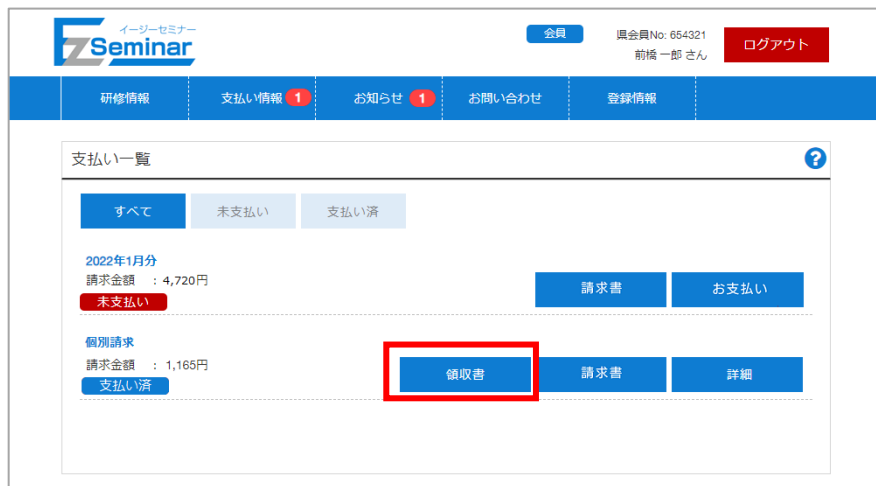 イージーセミナー
EzSeminar
会員
県会員No: 654321
前橋 一郎 さん
ログアウト
研修情報 支払い情報 1 お知らせ 1 お問い合わせ 登録情報
支払い一覧 ?
すべて 未支払い 支払い済
2022年1月分
請求金額 : 4,720円
未支払い
請求書 お支払い
個別請求
請求金額 : 1,165円
支払い済
領収書 請求書 詳細